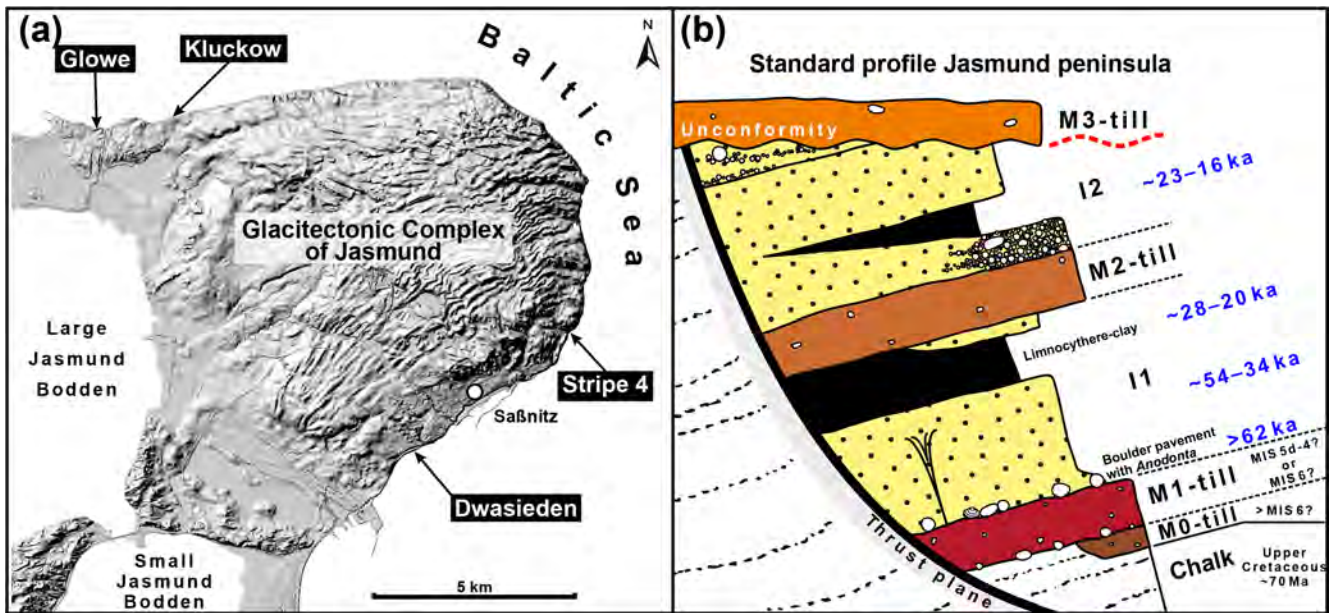 (a)
Glowe
Kluckow
Baltic Sea
N
Glacitectonic Complex
of Jasmund
Large
Jasmund
Bodden
Stripe 4
Saßnitz
Dwasieden
Small
Jasmund
Bodden
5 km
(b)
Standard profile Jasmund peninsula
M3-till
Unconformity
~23–16 ka
I2
M2-till
~28–20 ka
Limnocythere-clay
I1
~54–34 ka
>62 ka
Boulder pavement
with Anodonta
MIS 5d-4?
or
MIS 6?
M1-till
M0-till
> MIS 6?
Chalk
Upper
Cretaceous
~70 Ma
Thrust plane